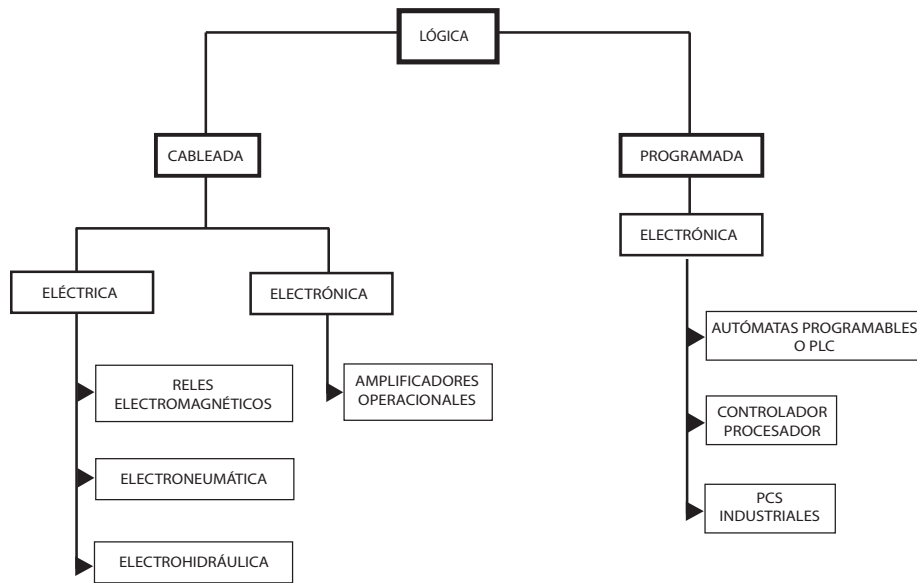 LÓGICA
CABLEADA
PROGRAMADA
ELECTRÓNICA
ELÉCTRICA
ELECTRÓNICA
AUTÓMATAS PROGRAMABLES
O PLC
RELES
ELECTROMAGNÉTICOS
AMPLIFICADORES
OPERACIONALES
CONTROLADOR
PROCESADOR
ELECTRONEUMÁTICA
PCS
INDUSTRIALES
ELECTROHIDRÁULICA